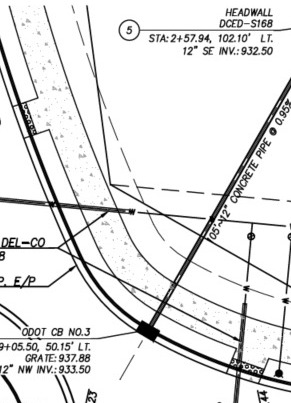 HEADWALL
DCED-S168
5
STA: 2+57.94, 102.10' LT.
12" SE INV.: 932.50
12" CONCRETE PIPE @ 0.95%
W
DEL-CO
8
P. E/P
W
W
ODOT CB NO.3
9+05.50, 50.15' LT.
GRATE: 937.88
12" NW INV.: 933.50